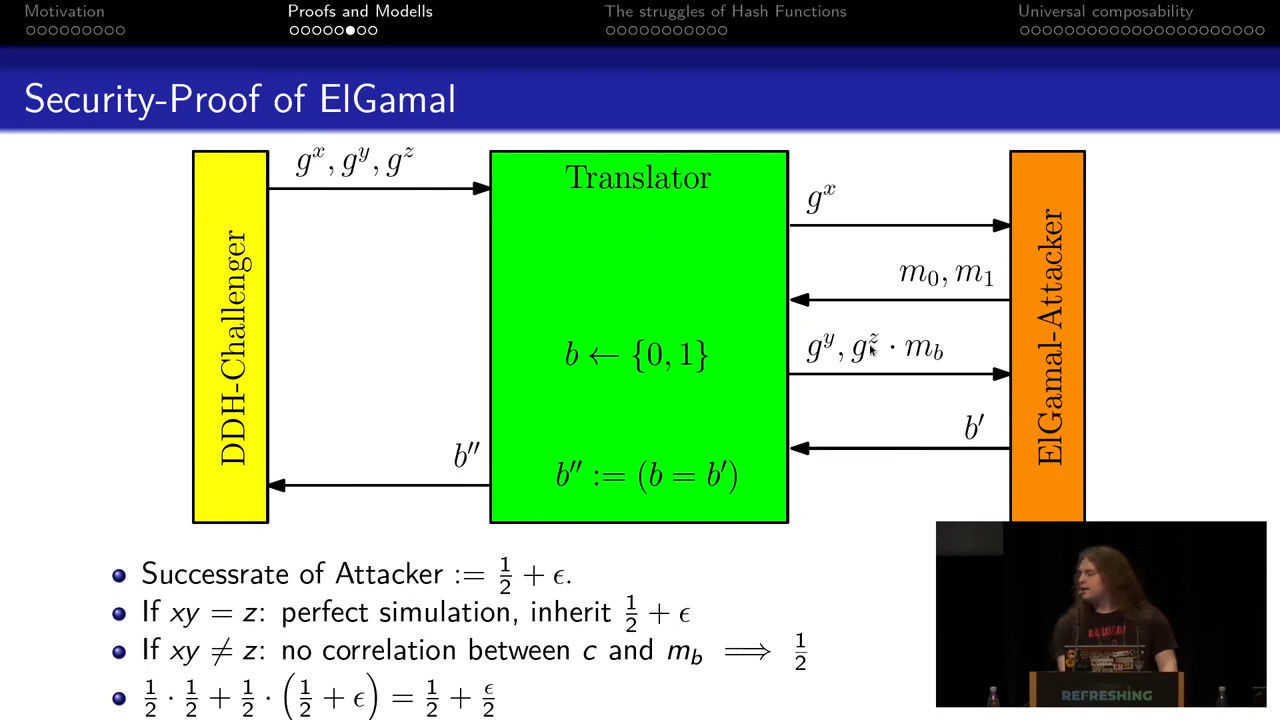 Motivation
Proofs and Modells
The struggles of Hash Functions
Universal composability
Security-Proof of ElGamal
DDH-Challenger
g^x, g^y, g^z
Translator
g^x
m_0, m_1
b ← {0, 1}
g^y, g^z · m_b
b′
b″
b″ := (b = b′)
ElGamal-Attacker
Successrate of Attacker := 1/2 + ϵ.
If xy = z: perfect simulation, inherit 1/2 + ϵ
If xy ≠ z: no correlation between c and m_b ⟹ 1/2
1/2 · 1/2 + 1/2 · (1/2 + ϵ) = 1/2 + ϵ/2
REFRESHING